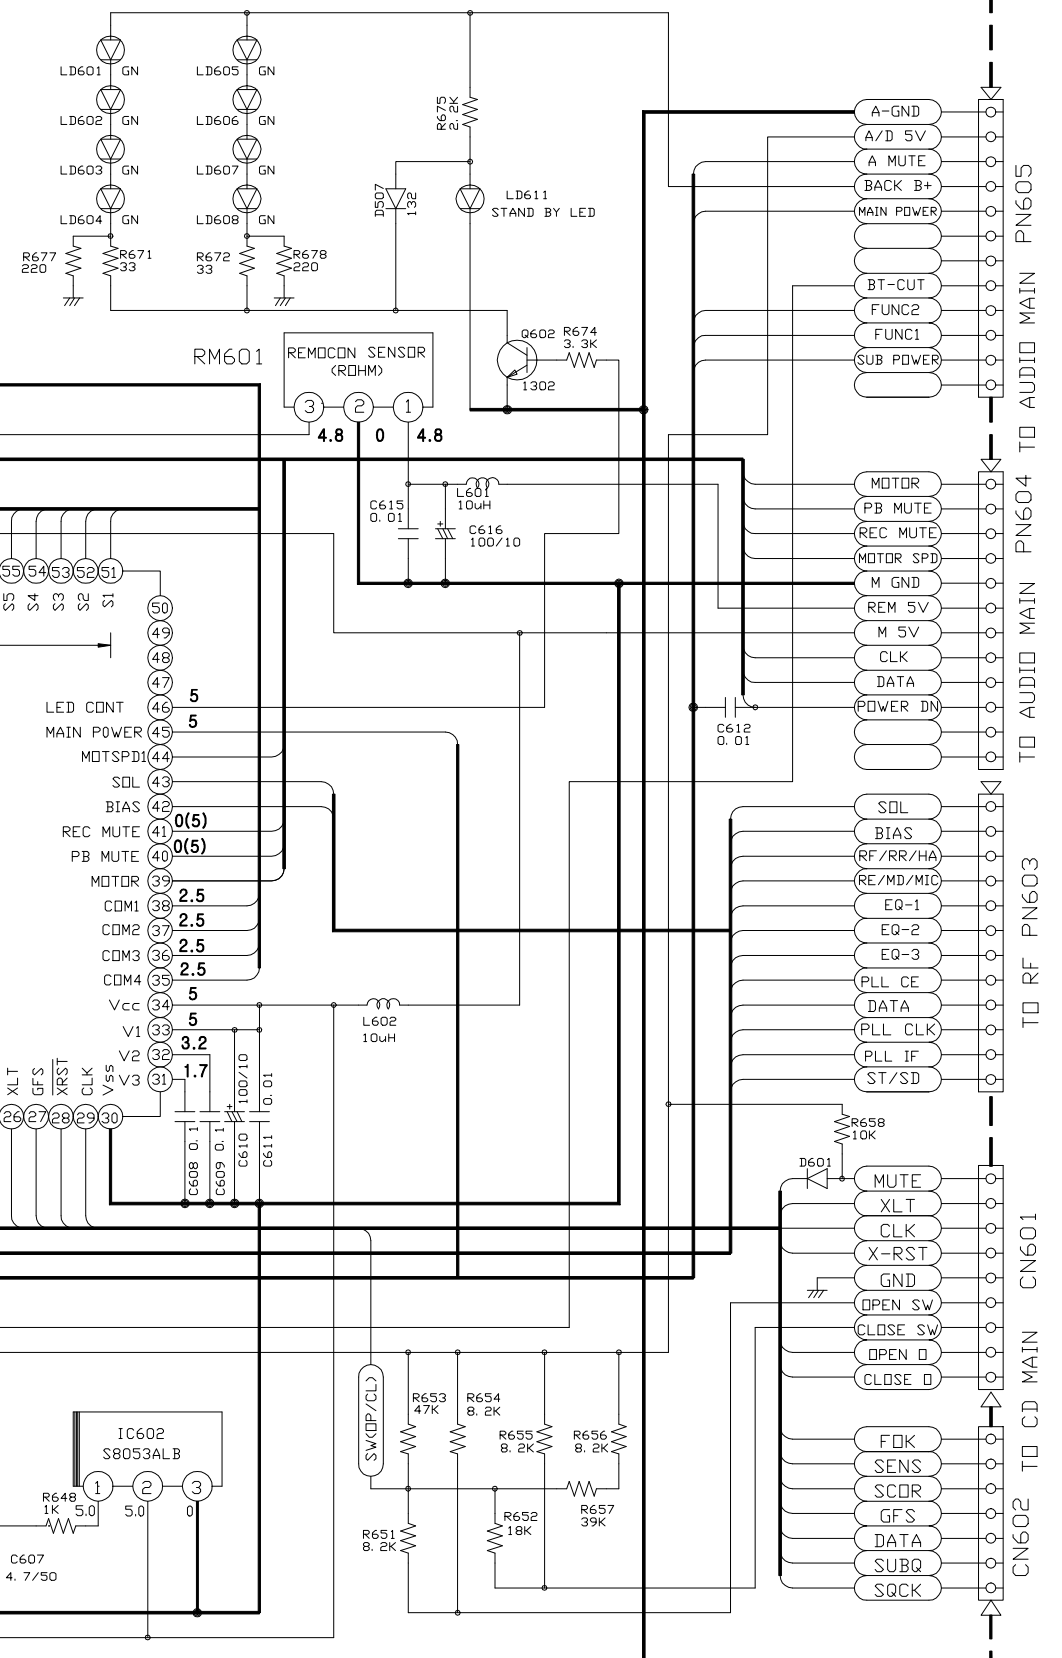 LD601 GN
LD602 GN
LD603 GN
LD604 GN
LD605 GN
LD606 GN
LD607 GN
LD608 GN
R677
220
R671
33
R672
33
R678
220
R675
2.2K
D507
132
LD611
STAND BY LED
Q602
1302
R674
3.3K
RM601
REMOCON SENSOR
(ROHM)
3
2
1
4.8
0
4.8
C615
0.01
L601
10uH
C616
100/10
55
54
53
52
51
S5
S4
S3
S2
S1
50
49
48
47
LED CONT 46 5
MAIN POWER 45 5
MOTSPD1 44
SOL 43
BIAS 42
REC MUTE 41 0(5)
PB MUTE 40 0(5)
MOTOR 39
COM1 38 2.5
COM2 37 2.5
COM3 36 2.5
COM4 35 2.5
Vcc 34 5
V1 33 5
V2 32 3.2
V3 31 1.7
XLT
GFS
XRST
CLK
Vss
26
27
28
29
30
C608 0.1
C609 0.1
C610 100/10
C611 0.01
L602
10uH
C612
0.01
A-GND
A/D 5V
A MUTE
BACK B+
MAIN POWER
BT-CUT
FUNC2
FUNC1
SUB POWER
TO AUDIO MAIN PN605
MOTOR
PB MUTE
REC MUTE
MOTOR SPD
M GND
REM 5V
M 5V
CLK
DATA
POWER DN
TO AUDIO MAIN PN604
SOL
BIAS
RF/RR/HA
RE/MD/MIC
EQ-1
EQ-2
EQ-3
PLL CE
DATA
PLL CLK
PLL IF
ST/SD
TO RF PN603
R658
10K
D601
MUTE
XLT
CLK
X-RST
GND
OPEN SW
CLOSE SW
OPEN O
CLOSE O
CN601
TO CD MAIN
FOK
SENS
SCOR
GFS
DATA
SUBQ
SQCK
CN602
SW(OP/CL)
R653
47K
R654
8.2K
R655
8.2K
R656
8.2K
R657
39K
R652
18K
R651
8.2K
IC602
S8053ALB
1
2
3
5.0
5.0
0
R648
1K
C607
4.7/50